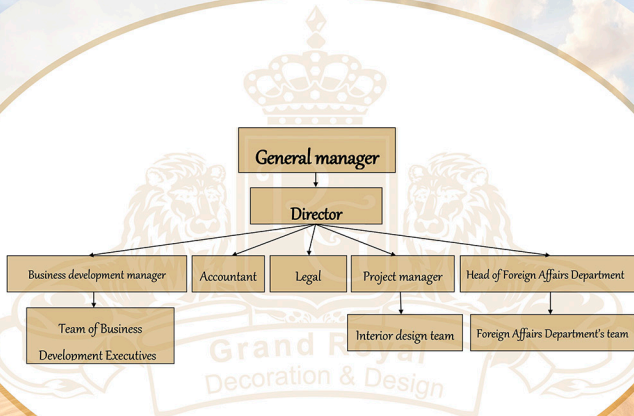 General manager
Director
Business development manager
Accountant
Legal
Project manager
Head of Foreign Affairs Department
Team of Business
Development Executives
Interior design team
Foreign Affairs Department's team
Grand Royal
Decoration & Design